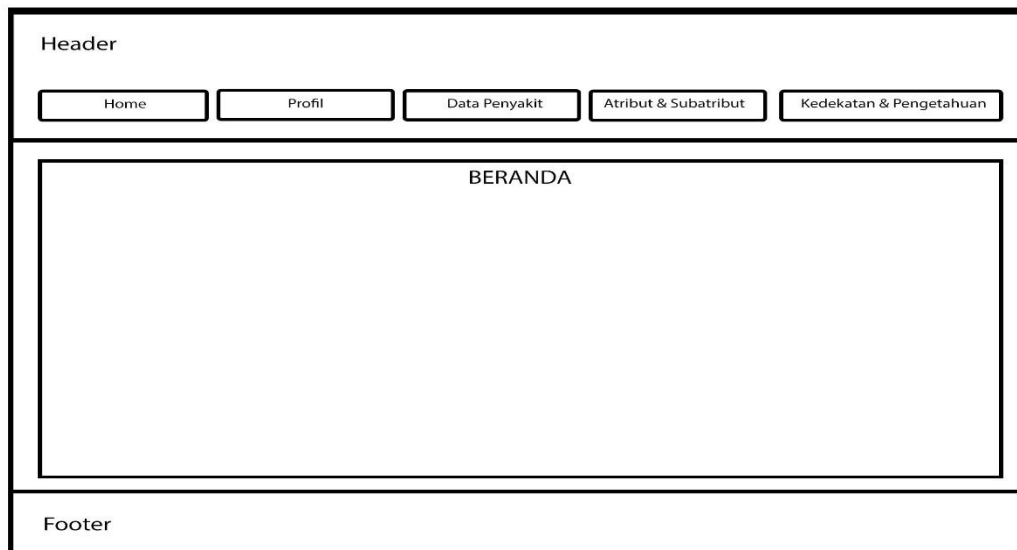 Header
Home Profil Data Penyakit Atribut & Subatribut Kedekatan & Pengetahuan
BERANDA
Footer